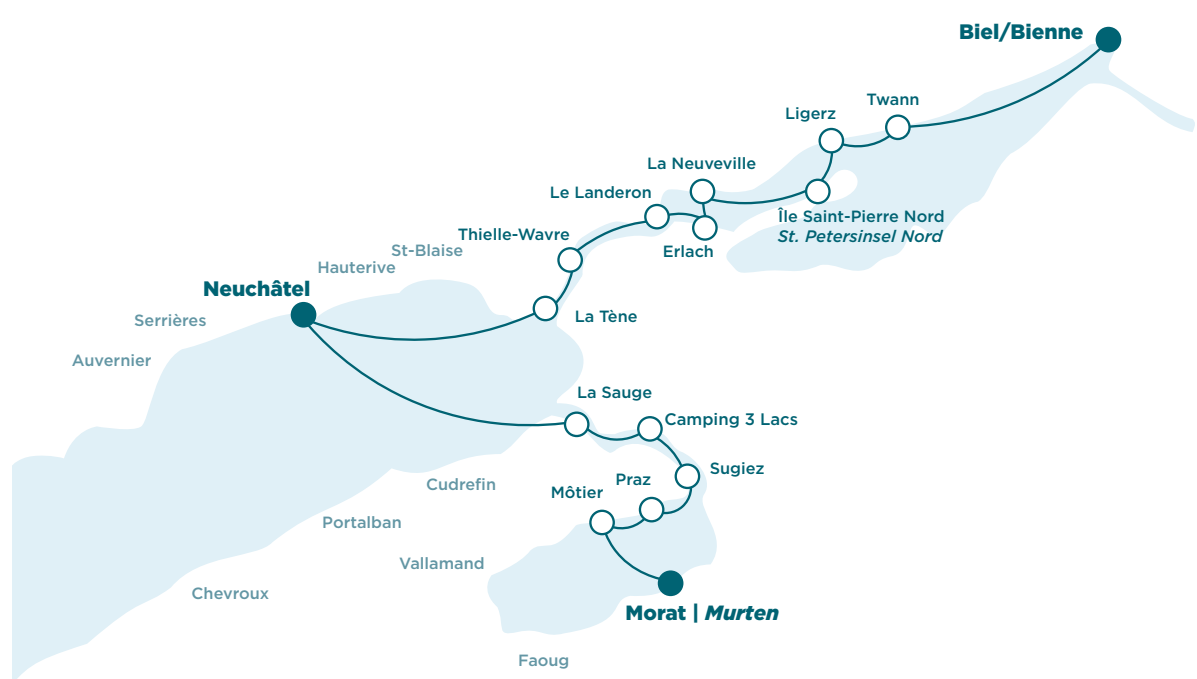 Biel/Bienne
Twann
Ligerz
La Neuveville
Le Landeron
Île Saint-Pierre Nord
St. Petersinsel Nord
Thielle-Wavre
Erlach
St-Blaise
Hauterive
Neuchâtel
La Tène
Serrières
Auvernier
La Sauge
Camping 3 Lacs
Sugiez
Praz
Cudrefin
Môtier
Portalban
Vallamand
Chevroux
Morat | Murten
Faoug